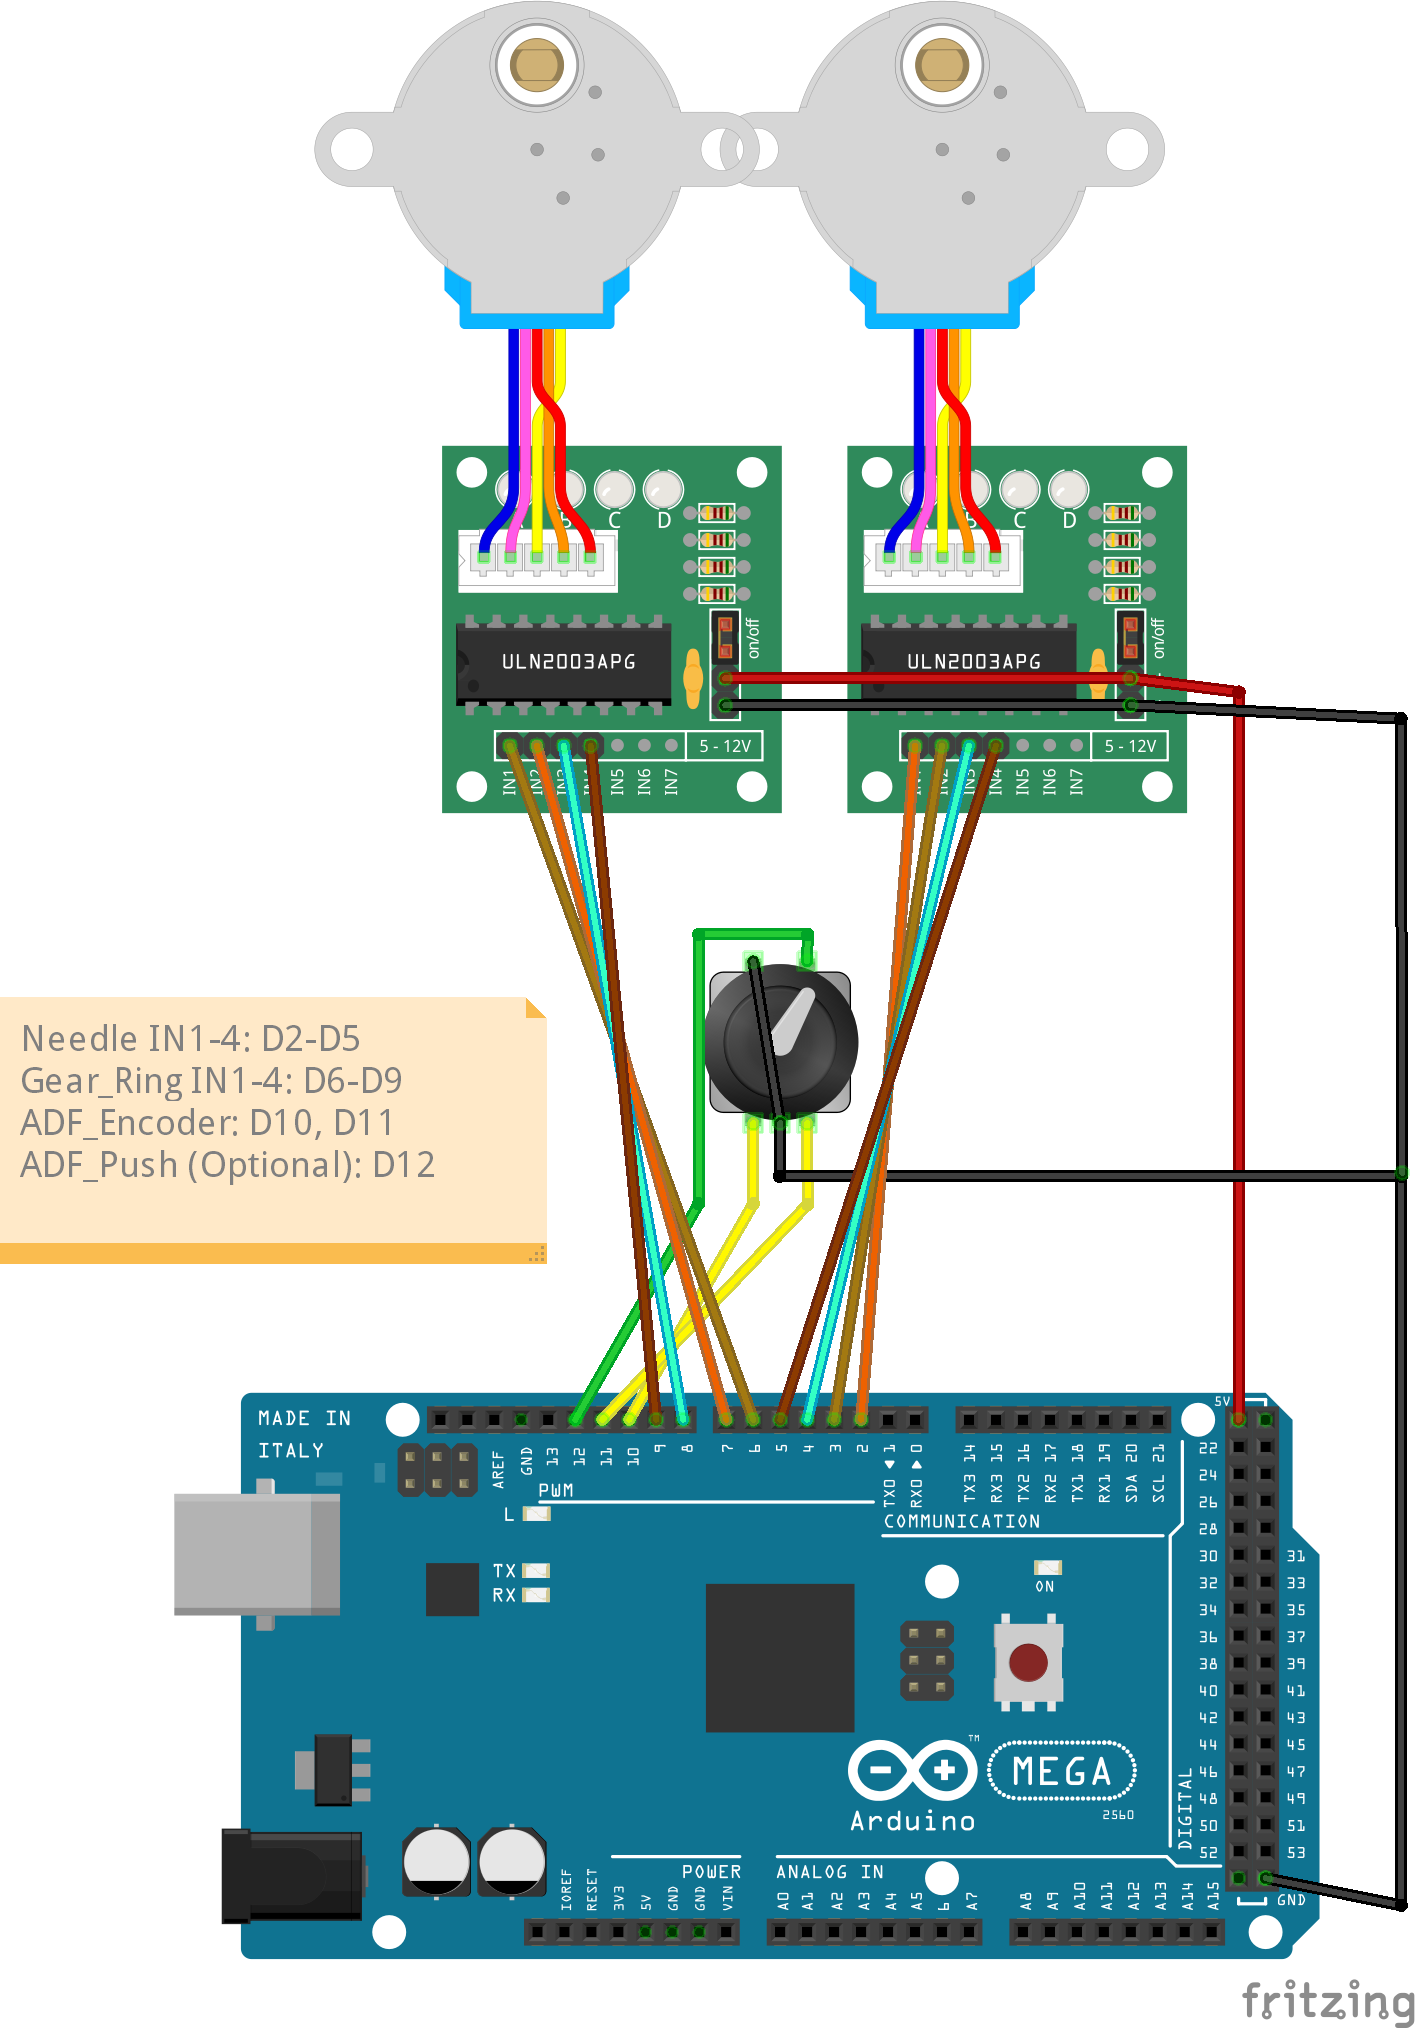 C D
C D
on/off
on/off
ULN2003APG
ULN2003APG
5 - 12V
5 - 12V
IN1 IN5 IN6 IN7
IN4 IN5 IN6 IN7
Needle IN1-4: D2-D5
Gear_Ring IN1-4: D6-D9
ADF_Encoder: D10, D11
ADF_Push (Optional): D12
MADE IN
ITALY
AREF GND 13 12 11 10 9 8 7 6 5 4 3 2 TX0 1 RX0 0
TX3 14 RX3 15 TX2 16 RX2 17 TX1 18 RX1 19 SDA 20 SCL 21
5V
PWM
L
COMMUNICATION
TX
RX
ON
22
24
26
28
30 31
32 33
34 35
36 37
38 39
40 41
42 43
44 45
46 47
48 49
50 51
52 53
GND
DIGITAL
TM
MEGA
2560
Arduino
POWER
ANALOG IN
IOREF RESET 3V3 5V GND GND VIN
A0 A1 A2 A3 A4 A5 6 A7
A8 A9 A10 A11 A12 A13 A14 A15
fritzing